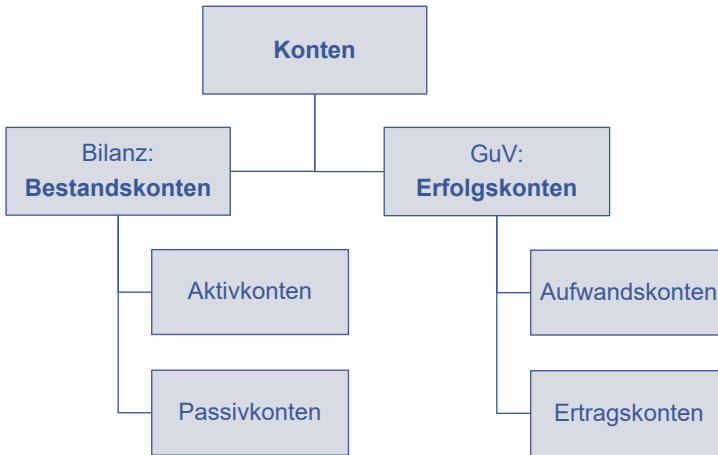 Konten
Bilanz:
Bestandskonten
GuV:
Erfolgskonten
Aktivkonten
Aufwandskonten
Passivkonten
Ertragskonten